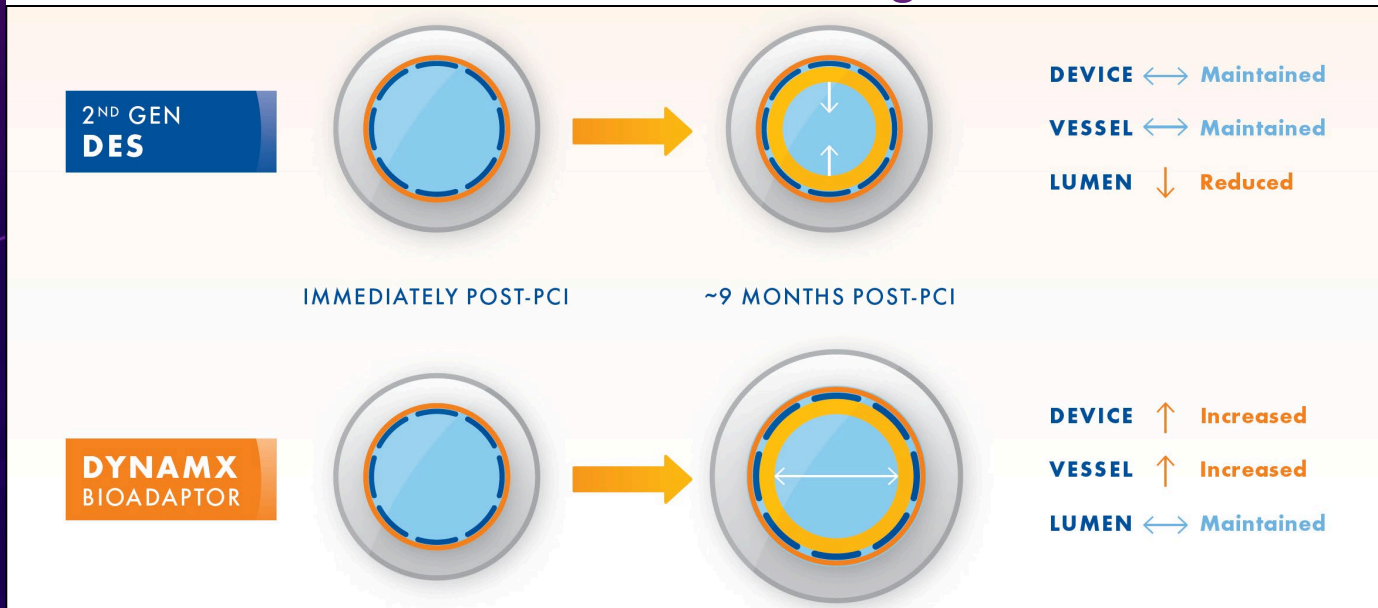 2ND GEN
DES
DEVICE ↔ Maintained
VESSEL ↔ Maintained
LUMEN ↓ Reduced
IMMEDIATELY POST-PCI
~9 MONTHS POST-PCI
DYNAMX
BIOADAPTOR
DEVICE ↑ Increased
VESSEL ↑ Increased
LUMEN ↔ Maintained